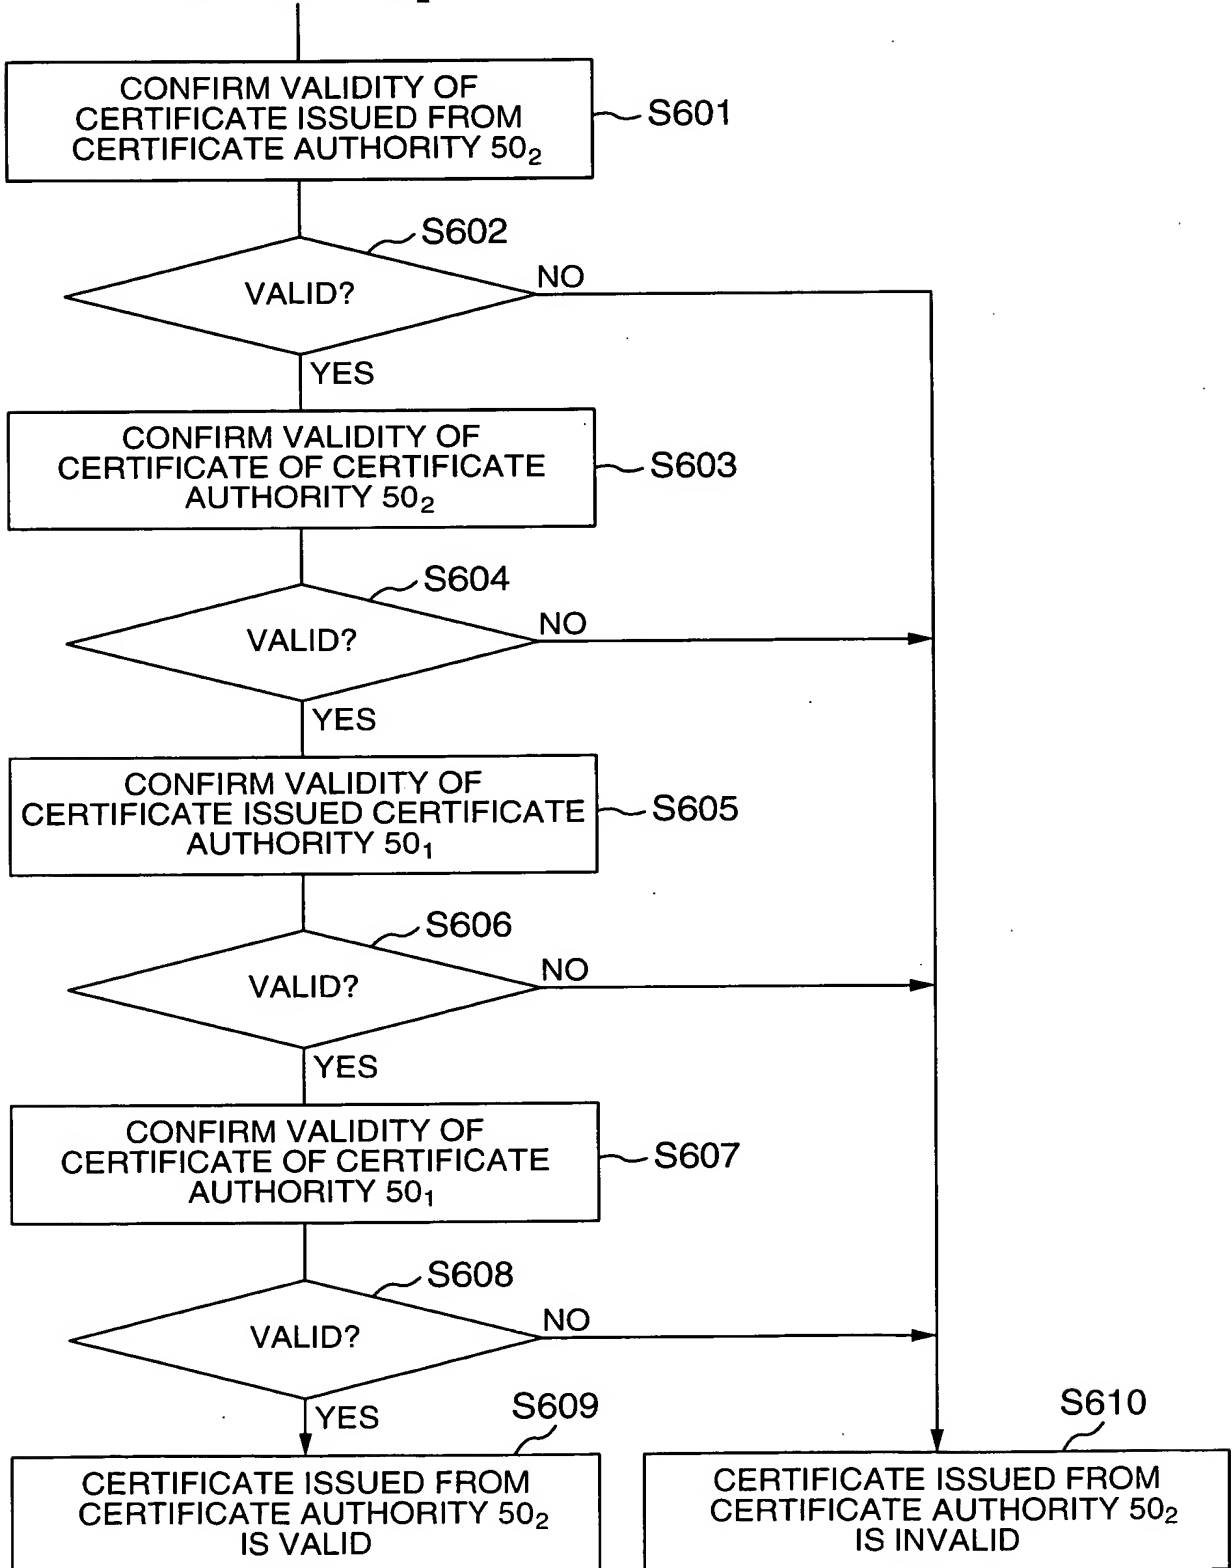 CONFIRM VALIDITY OF
CERTIFICATE ISSUED FROM
CERTIFICATE AUTHORITY 50₂
S601
S602
VALID?
NO
YES
CONFIRM VALIDITY OF
CERTIFICATE OF CERTIFICATE
AUTHORITY 50₂
S603
S604
VALID?
NO
YES
CONFIRM VALIDITY OF
CERTIFICATE ISSUED CERTIFICATE
AUTHORITY 50₁
S605
S606
VALID?
NO
YES
CONFIRM VALIDITY OF
CERTIFICATE OF CERTIFICATE
AUTHORITY 50₁
S607
S608
VALID?
NO
YES
S609
CERTIFICATE ISSUED FROM
CERTIFICATE AUTHORITY 50₂
IS VALID
S610
CERTIFICATE ISSUED FROM
CERTIFICATE AUTHORITY 50₂
IS INVALID